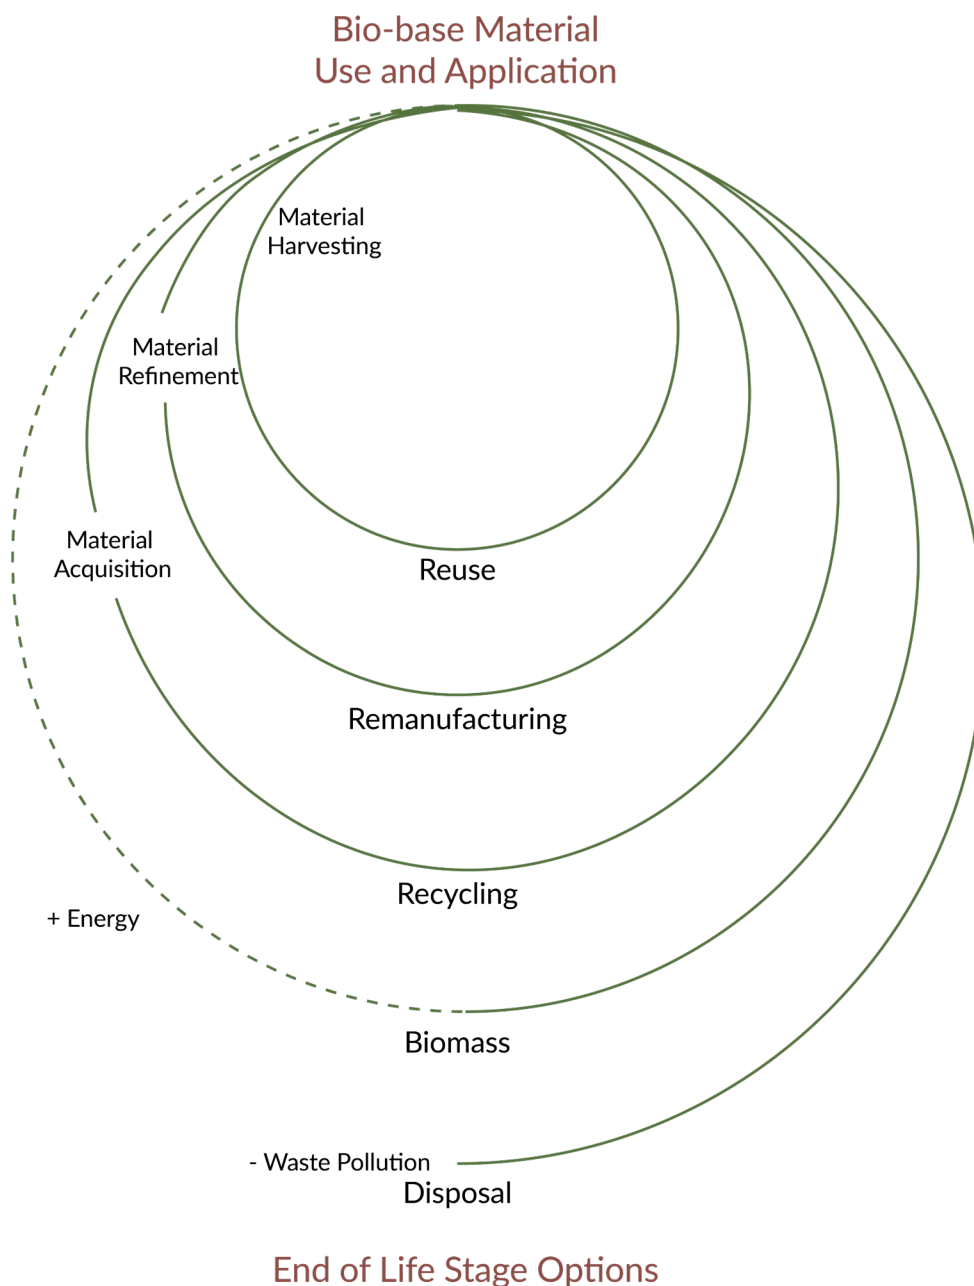 Bio-base Material
Use and Application
Material
Harvesting
Material
Refinement
Material
Acquisition
Reuse
Remanufacturing
Recycling
+ Energy
Biomass
- Waste Pollution
Disposal
End of Life Stage Options